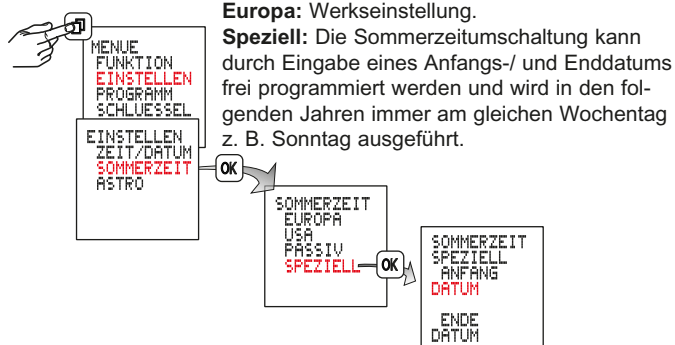 Europa: Werkseinstellung.
Speziell: Die Sommerzeitumschaltung kann
durch Eingabe eines Anfangs-/ und Enddatums
frei programmiert werden und wird in den fol-
genden Jahren immer am gleichen Wochentag
z. B. Sonntag ausgeführt.
MENUE
FUNKTION
EINSTELLEN
PROGRAMM
SCHLUESSEL
EINSTELLEN
ZEIT/DATUM
SOMMERZEIT
ASTRO
OK
SOMMERZEIT
EUROPA
USA
PASSIV
SPEZIELL
OK
SOMMERZEIT
SPEZIELL
ANFANG
DATUM
ENDE
DATUM